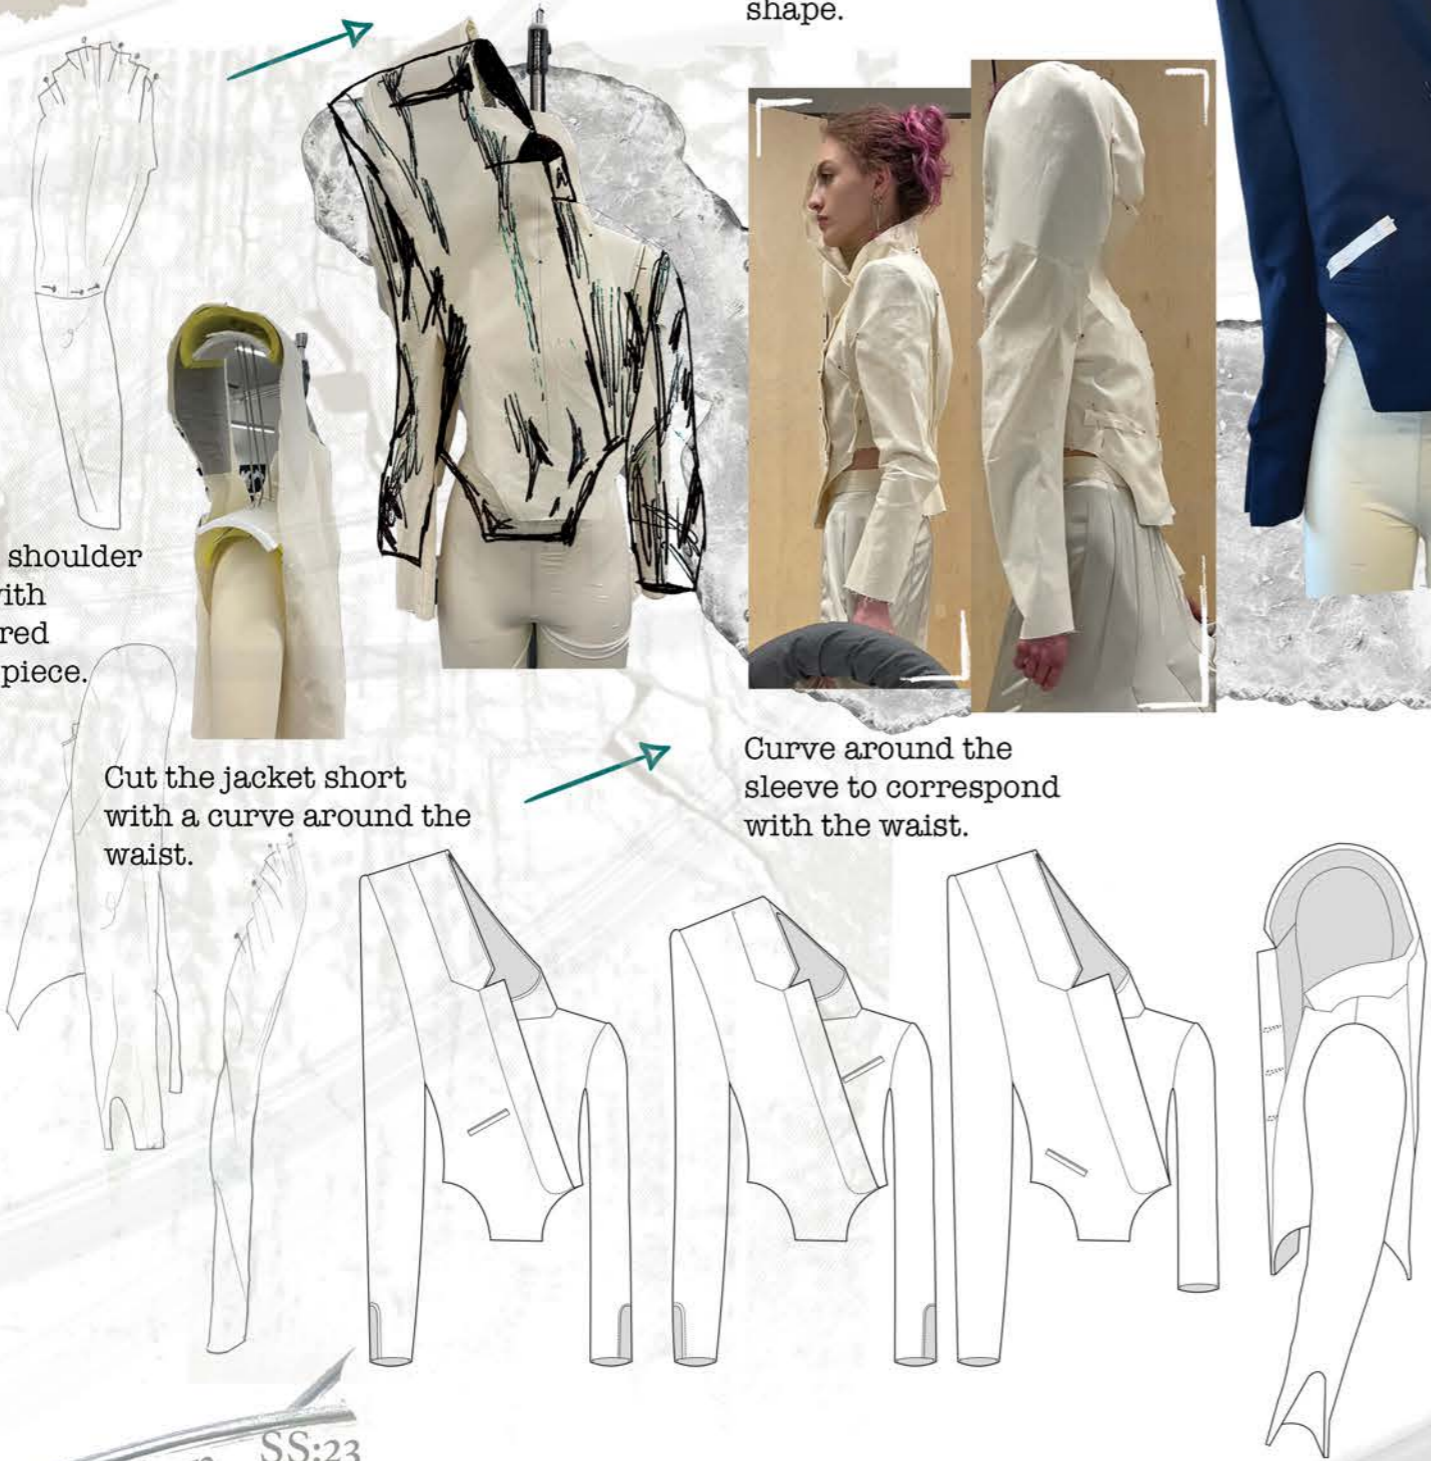 shape.
shoulder
with
red
piece.
Cut the jacket short
with a curve around the
waist.
Curve around the
sleeve to correspond
with the waist.
SS:23